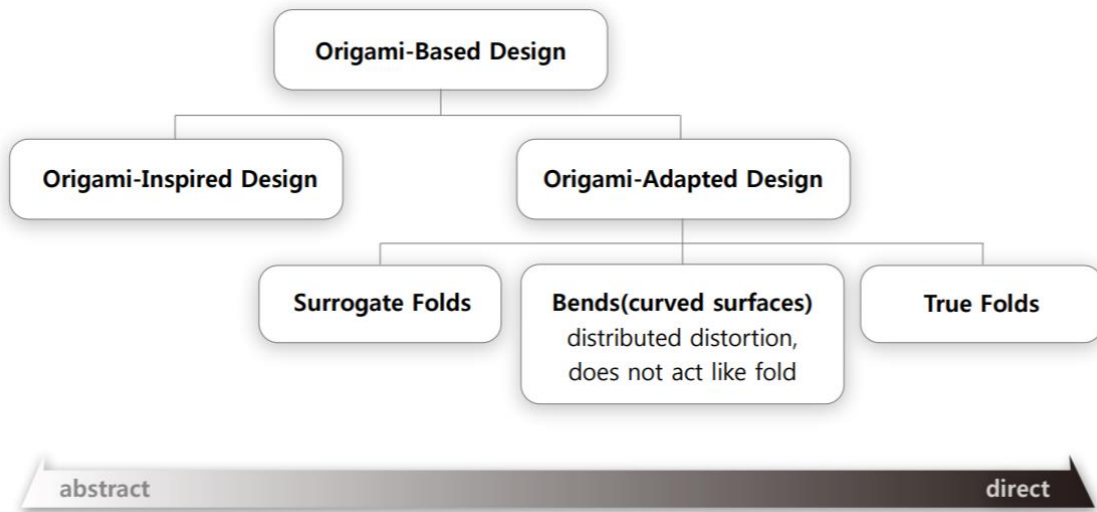 Origami-Based Design
Origami-Inspired Design
Origami-Adapted Design
Surrogate Folds
Bends(curved surfaces)
distributed distortion,
does not act like fold
True Folds
abstract
direct